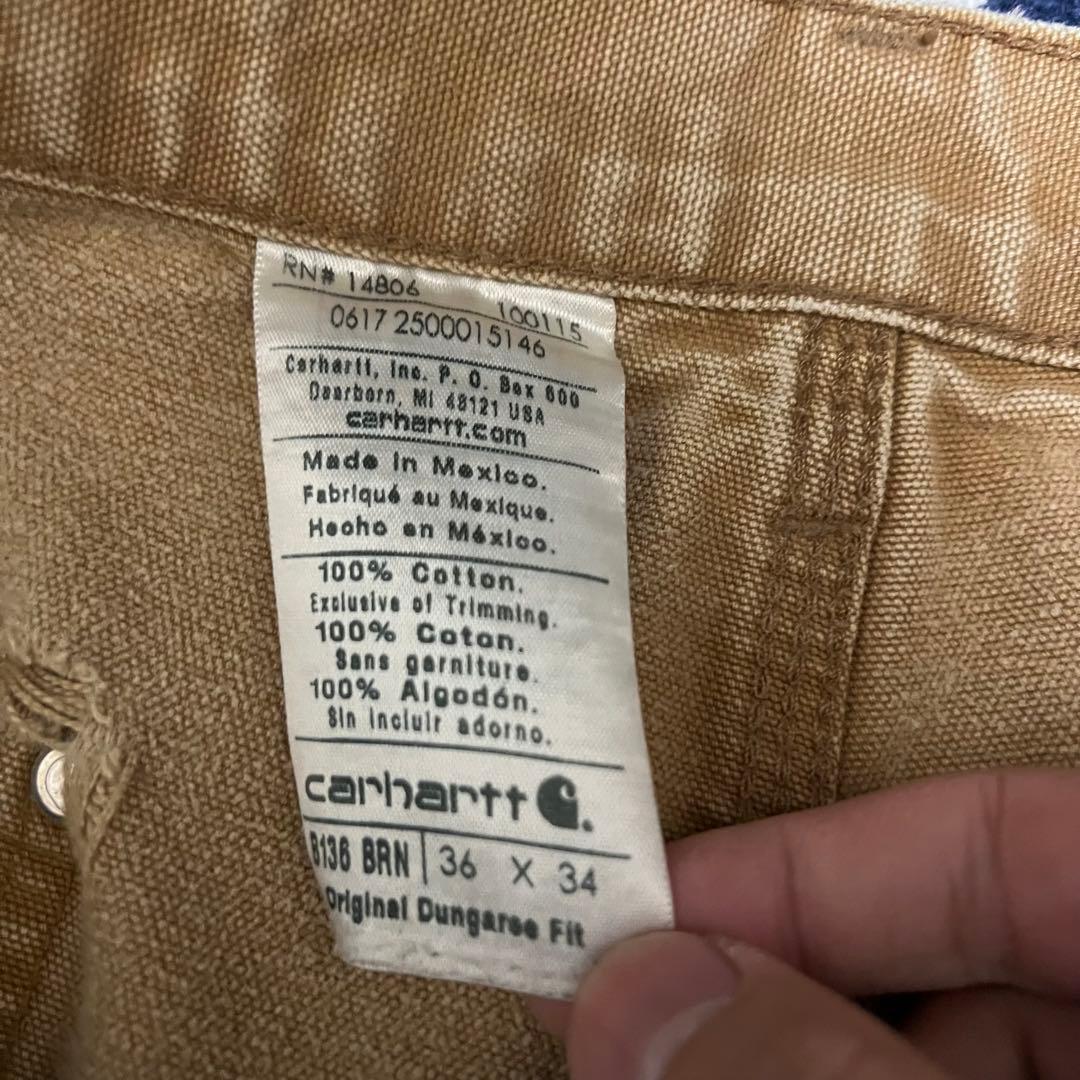 RN# 14806 100115
0617 2500015146
Carhartt, Inc. P. O. Box 600
Dearborn, MI 48121 USA
carhartt.com
Made in Mexico.
Fabriqué au Mexique.
Hecho en México.
100% Cotton.
Exclusive of Trimming.
100% Coton.
Sans garniture.
100% Algodón.
Sin incluir adorno.
carhartt
B136 BRN 36 X 34
Original Dungaree Fit